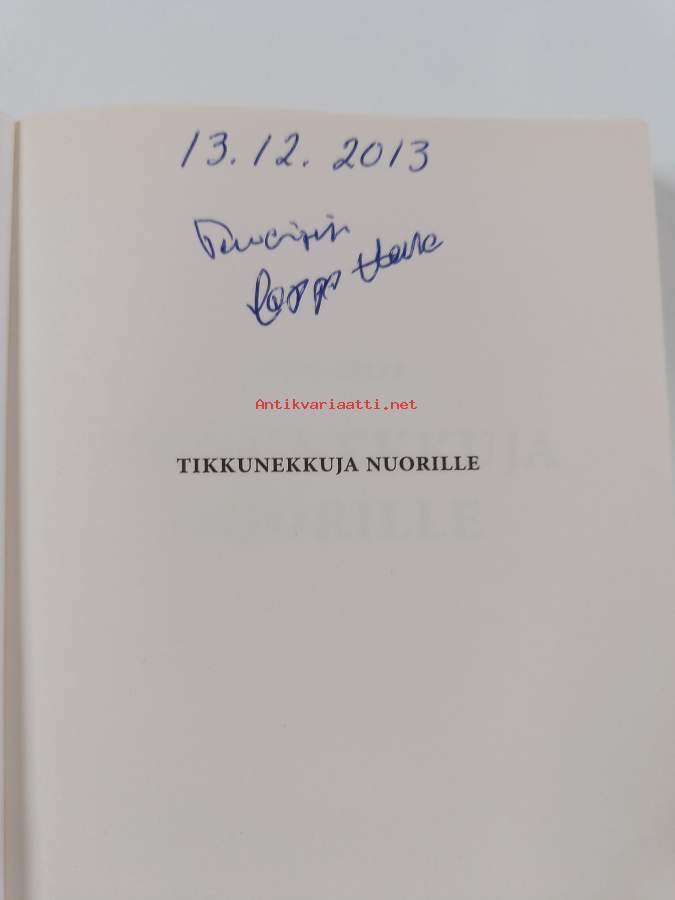 13.12.2013
Antikvariaatti.net
TIKKUNEKKUJA NUORILLE